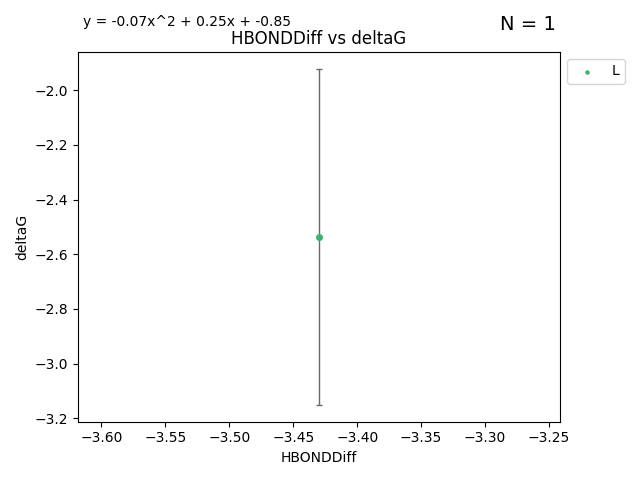 y = -0.07x^2 + 0.25x + -0.85
N = 1
HBONDDiff vs deltaG
L
−2.0
−2.2
−2.4
−2.6
−2.8
−3.0
−3.2
deltaG
−3.60 −3.55 −3.50 −3.45 −3.40 −3.35 −3.30 −3.25
HBONDDiff